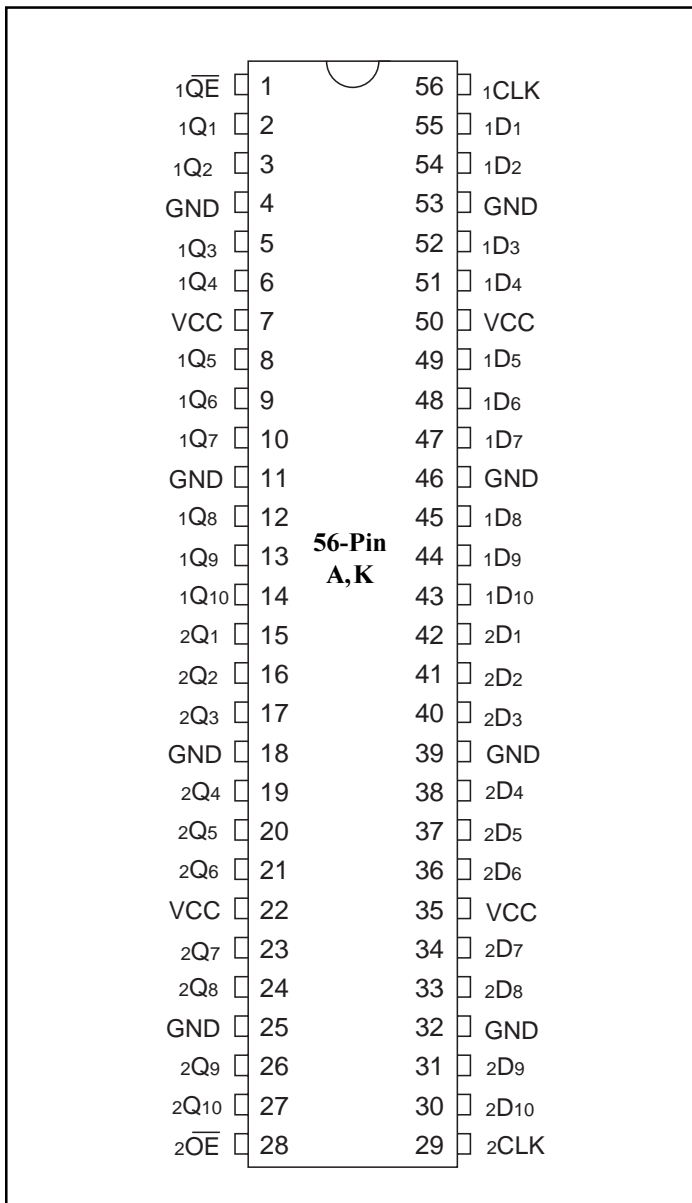 1Q̅E̅ 1 56 1CLK
1Q1 2 55 1D1
1Q2 3 54 1D2
GND 4 53 GND
1Q3 5 52 1D3
1Q4 6 51 1D4
VCC 7 50 VCC
1Q5 8 49 1D5
1Q6 9 48 1D6
1Q7 10 47 1D7
GND 11 46 GND
1Q8 12 45 1D8
56-Pin
1Q9 13 44 1D9
A,K
1Q10 14 43 1D10
2Q1 15 42 2D1
2Q2 16 41 2D2
2Q3 17 40 2D3
GND 18 39 GND
2Q4 19 38 2D4
2Q5 20 37 2D5
2Q6 21 36 2D6
VCC 22 35 VCC
2Q7 23 34 2D7
2Q8 24 33 2D8
GND 25 32 GND
2Q9 26 31 2D9
2Q10 27 30 2D10
2O̅E̅ 28 29 2CLK